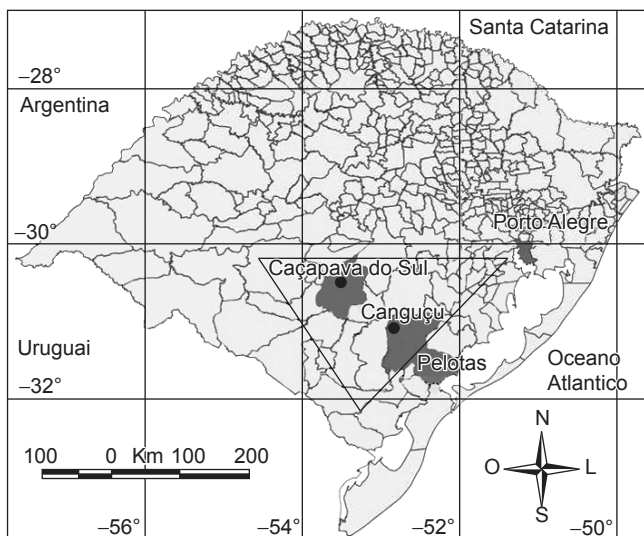 Santa Catarina
–28°
Argentina
–30°
Porto Alegre
Caçapava do Sul
Canguçu
Uruguai
Pelotas
Oceano
Atlantico
–32°
100 0 Km 100 200
N
O L
S
–56° –54° –52° –50°